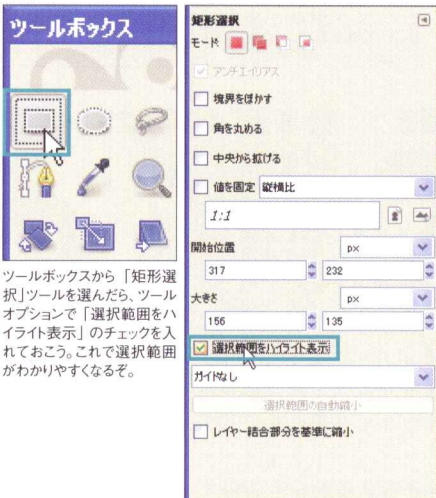 ツールボックス
ツールボックスから「矩形選
択」ツールを選んだら、ツール
オプションで「選択範囲をハ
イライト表示」のチェックを入
れておこう。これで選択範囲
がわかりやすくなるぞ。
矩形選択
モード
アンチエイリアス
境界をぼかす
角を丸める
中央から拡げる
値を固定 縦横比
1:1
開始位置 px
317 232
大きさ px
156 135
選択範囲をハイライト表示
ガイドなし
選択範囲の自動縮小
レイヤー結合部分を基準に縮小